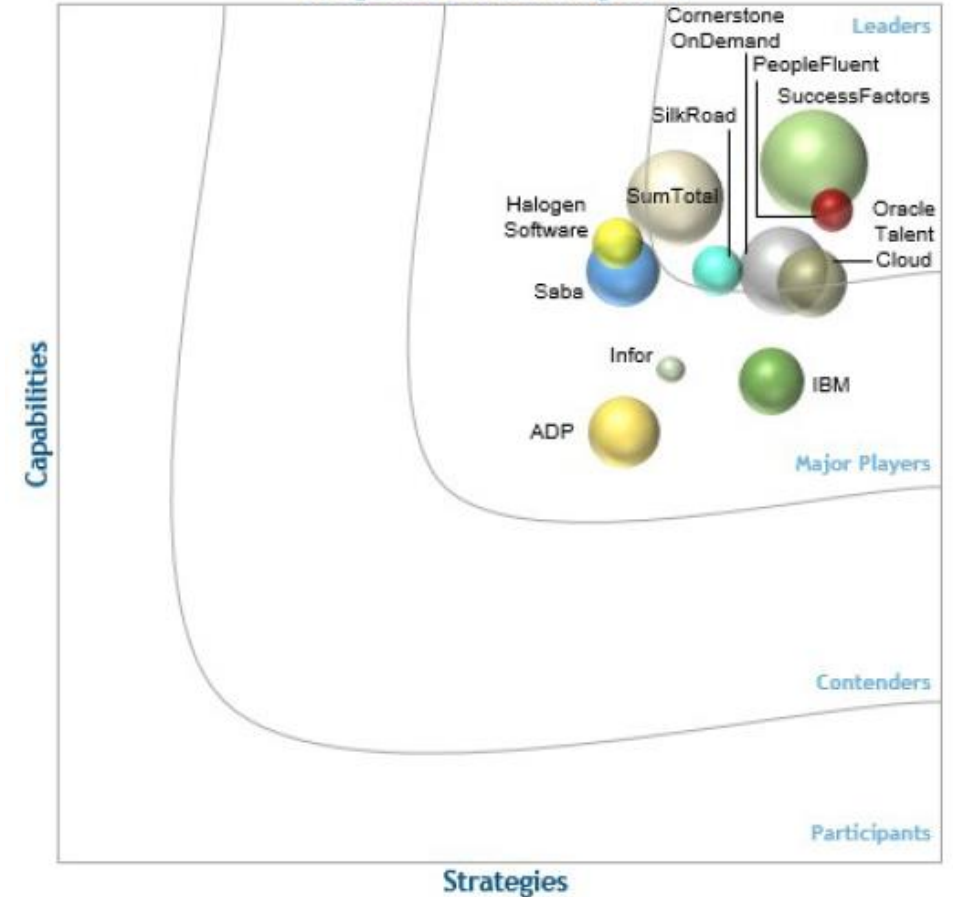 Cornerstone
OnDemand
Leaders
PeopleFluent
SuccessFactors
SilkRoad
SumTotal
Halogen
Software
Oracle
Talent
Cloud
Saba
Infor
IBM
ADP
Major Players
Capabilities
Contenders
Participants
Strategies